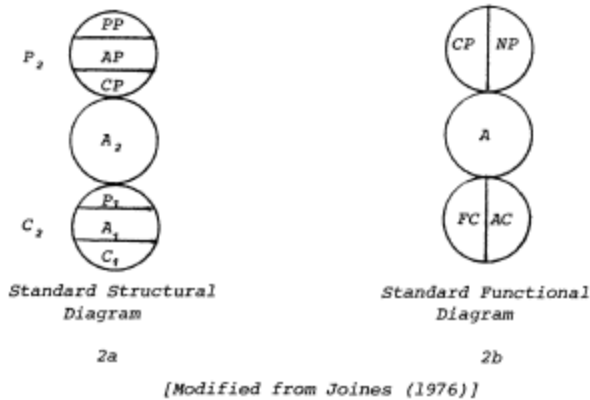 PP
P₂
AP
CP
A₂
P₁
C₂
A₁
C₁
Standard Structural
Diagram
2a
CP NP
A
FC AC
Standard Functional
Diagram
2b
[Modified from Joines (1976)]